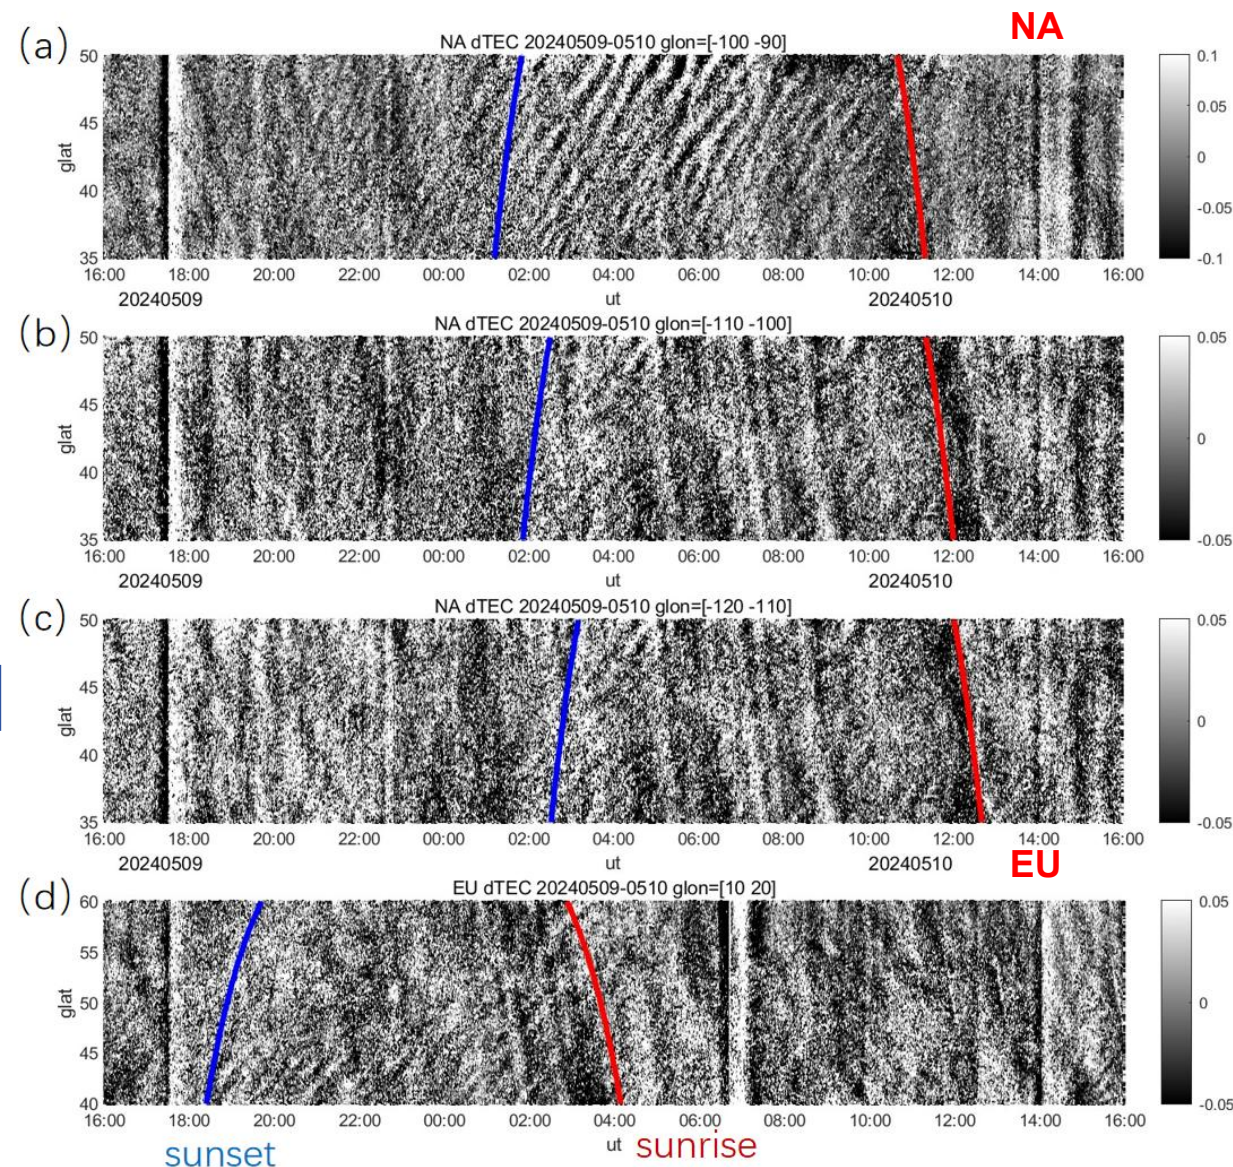 NA
(a)
NA dTEC 20240509-0510 glon=[-100 -90]
50
45
40
35
glat
0.1
0.05
0
-0.05
-0.1
16:00 18:00 20:00 22:00 00:00 02:00 04:00 06:00 08:00 10:00 12:00 14:00 16:00
20240509 ut 20240510
(b)
NA dTEC 20240509-0510 glon=[-110 -100]
50
45
40
35
glat
0.05
0
-0.05
16:00 18:00 20:00 22:00 00:00 02:00 04:00 06:00 08:00 10:00 12:00 14:00 16:00
20240509 ut 20240510
(c)
NA dTEC 20240509-0510 glon=[-120 -110]
50
45
40
35
glat
0.05
0
-0.05
16:00 18:00 20:00 22:00 00:00 02:00 04:00 06:00 08:00 10:00 12:00 14:00 16:00
20240509 ut 20240510
EU
(d)
EU dTEC 20240509-0510 glon=[10 20]
60
55
50
45
40
glat
0.05
0
-0.05
16:00 18:00 20:00 22:00 00:00 02:00 04:00 06:00 08:00 10:00 12:00 14:00 16:00
sunset ut sunrise